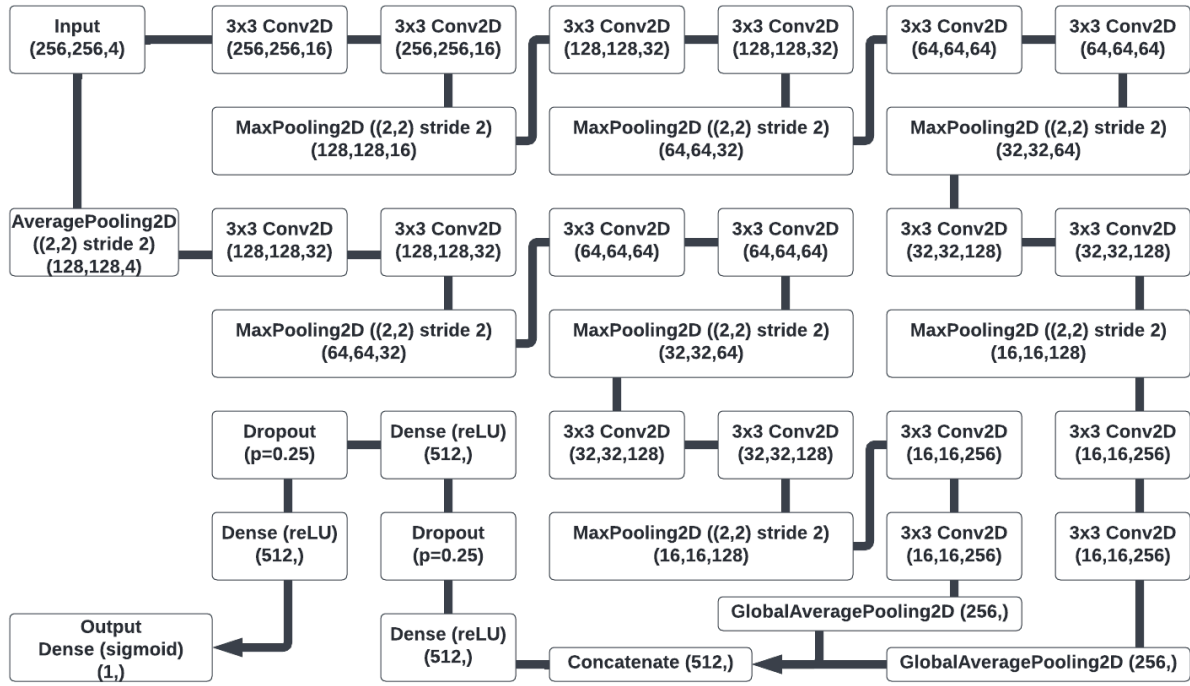 Input
(256,256,4)
3x3 Conv2D
(256,256,16)
3x3 Conv2D
(256,256,16)
3x3 Conv2D
(128,128,32)
3x3 Conv2D
(128,128,32)
3x3 Conv2D
(64,64,64)
3x3 Conv2D
(64,64,64)
MaxPooling2D ((2,2) stride 2)
(128,128,16)
MaxPooling2D ((2,2) stride 2)
(64,64,32)
MaxPooling2D ((2,2) stride 2)
(32,32,64)
AveragePooling2D
((2,2) stride 2)
(128,128,4)
3x3 Conv2D
(128,128,32)
3x3 Conv2D
(128,128,32)
3x3 Conv2D
(64,64,64)
3x3 Conv2D
(64,64,64)
3x3 Conv2D
(32,32,128)
3x3 Conv2D
(32,32,128)
MaxPooling2D ((2,2) stride 2)
(64,64,32)
MaxPooling2D ((2,2) stride 2)
(32,32,64)
MaxPooling2D ((2,2) stride 2)
(16,16,128)
Dropout
(p=0.25)
Dense (reLU)
(512,)
3x3 Conv2D
(32,32,128)
3x3 Conv2D
(32,32,128)
3x3 Conv2D
(16,16,256)
3x3 Conv2D
(16,16,256)
Dense (reLU)
(512,)
Dropout
(p=0.25)
MaxPooling2D ((2,2) stride 2)
(16,16,128)
3x3 Conv2D
(16,16,256)
3x3 Conv2D
(16,16,256)
GlobalAveragePooling2D (256,)
Output
Dense (sigmoid)
(1,)
Dense (reLU)
(512,)
Concatenate (512,)
GlobalAveragePooling2D (256,)